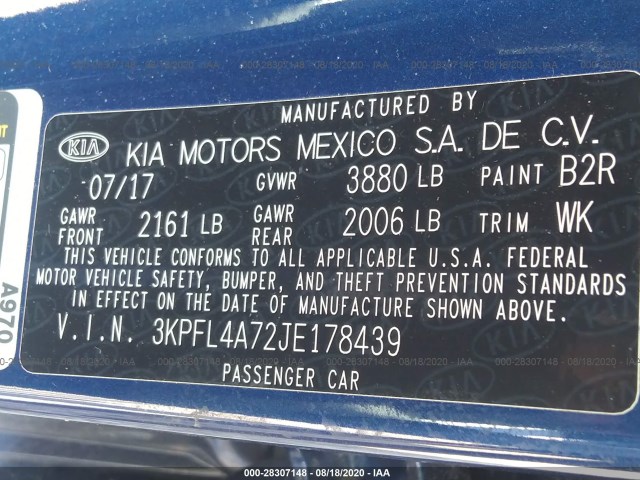 MANUFACTURED BY
KIA KIA MOTORS MEXICO S.A. DE C.V.
07/17 GVWR 3880 LB PAINT B2R
GAWR FRONT 2161 LB GAWR REAR 2006 LB TRIM WK
THIS VEHICLE CONFORMS TO ALL APPLICABLE U.S.A. FEDERAL
MOTOR VEHICLE SAFETY, BUMPER, AND THEFT PREVENTION STANDARDS
IN EFFECT ON THE DATE OF MANUFACTURE SHOWN ABOVE.
V.I.N. 3KPFL4A72JE178439
PASSENGER CAR
A970
000-28307148 - 08/18/2020 - IAA